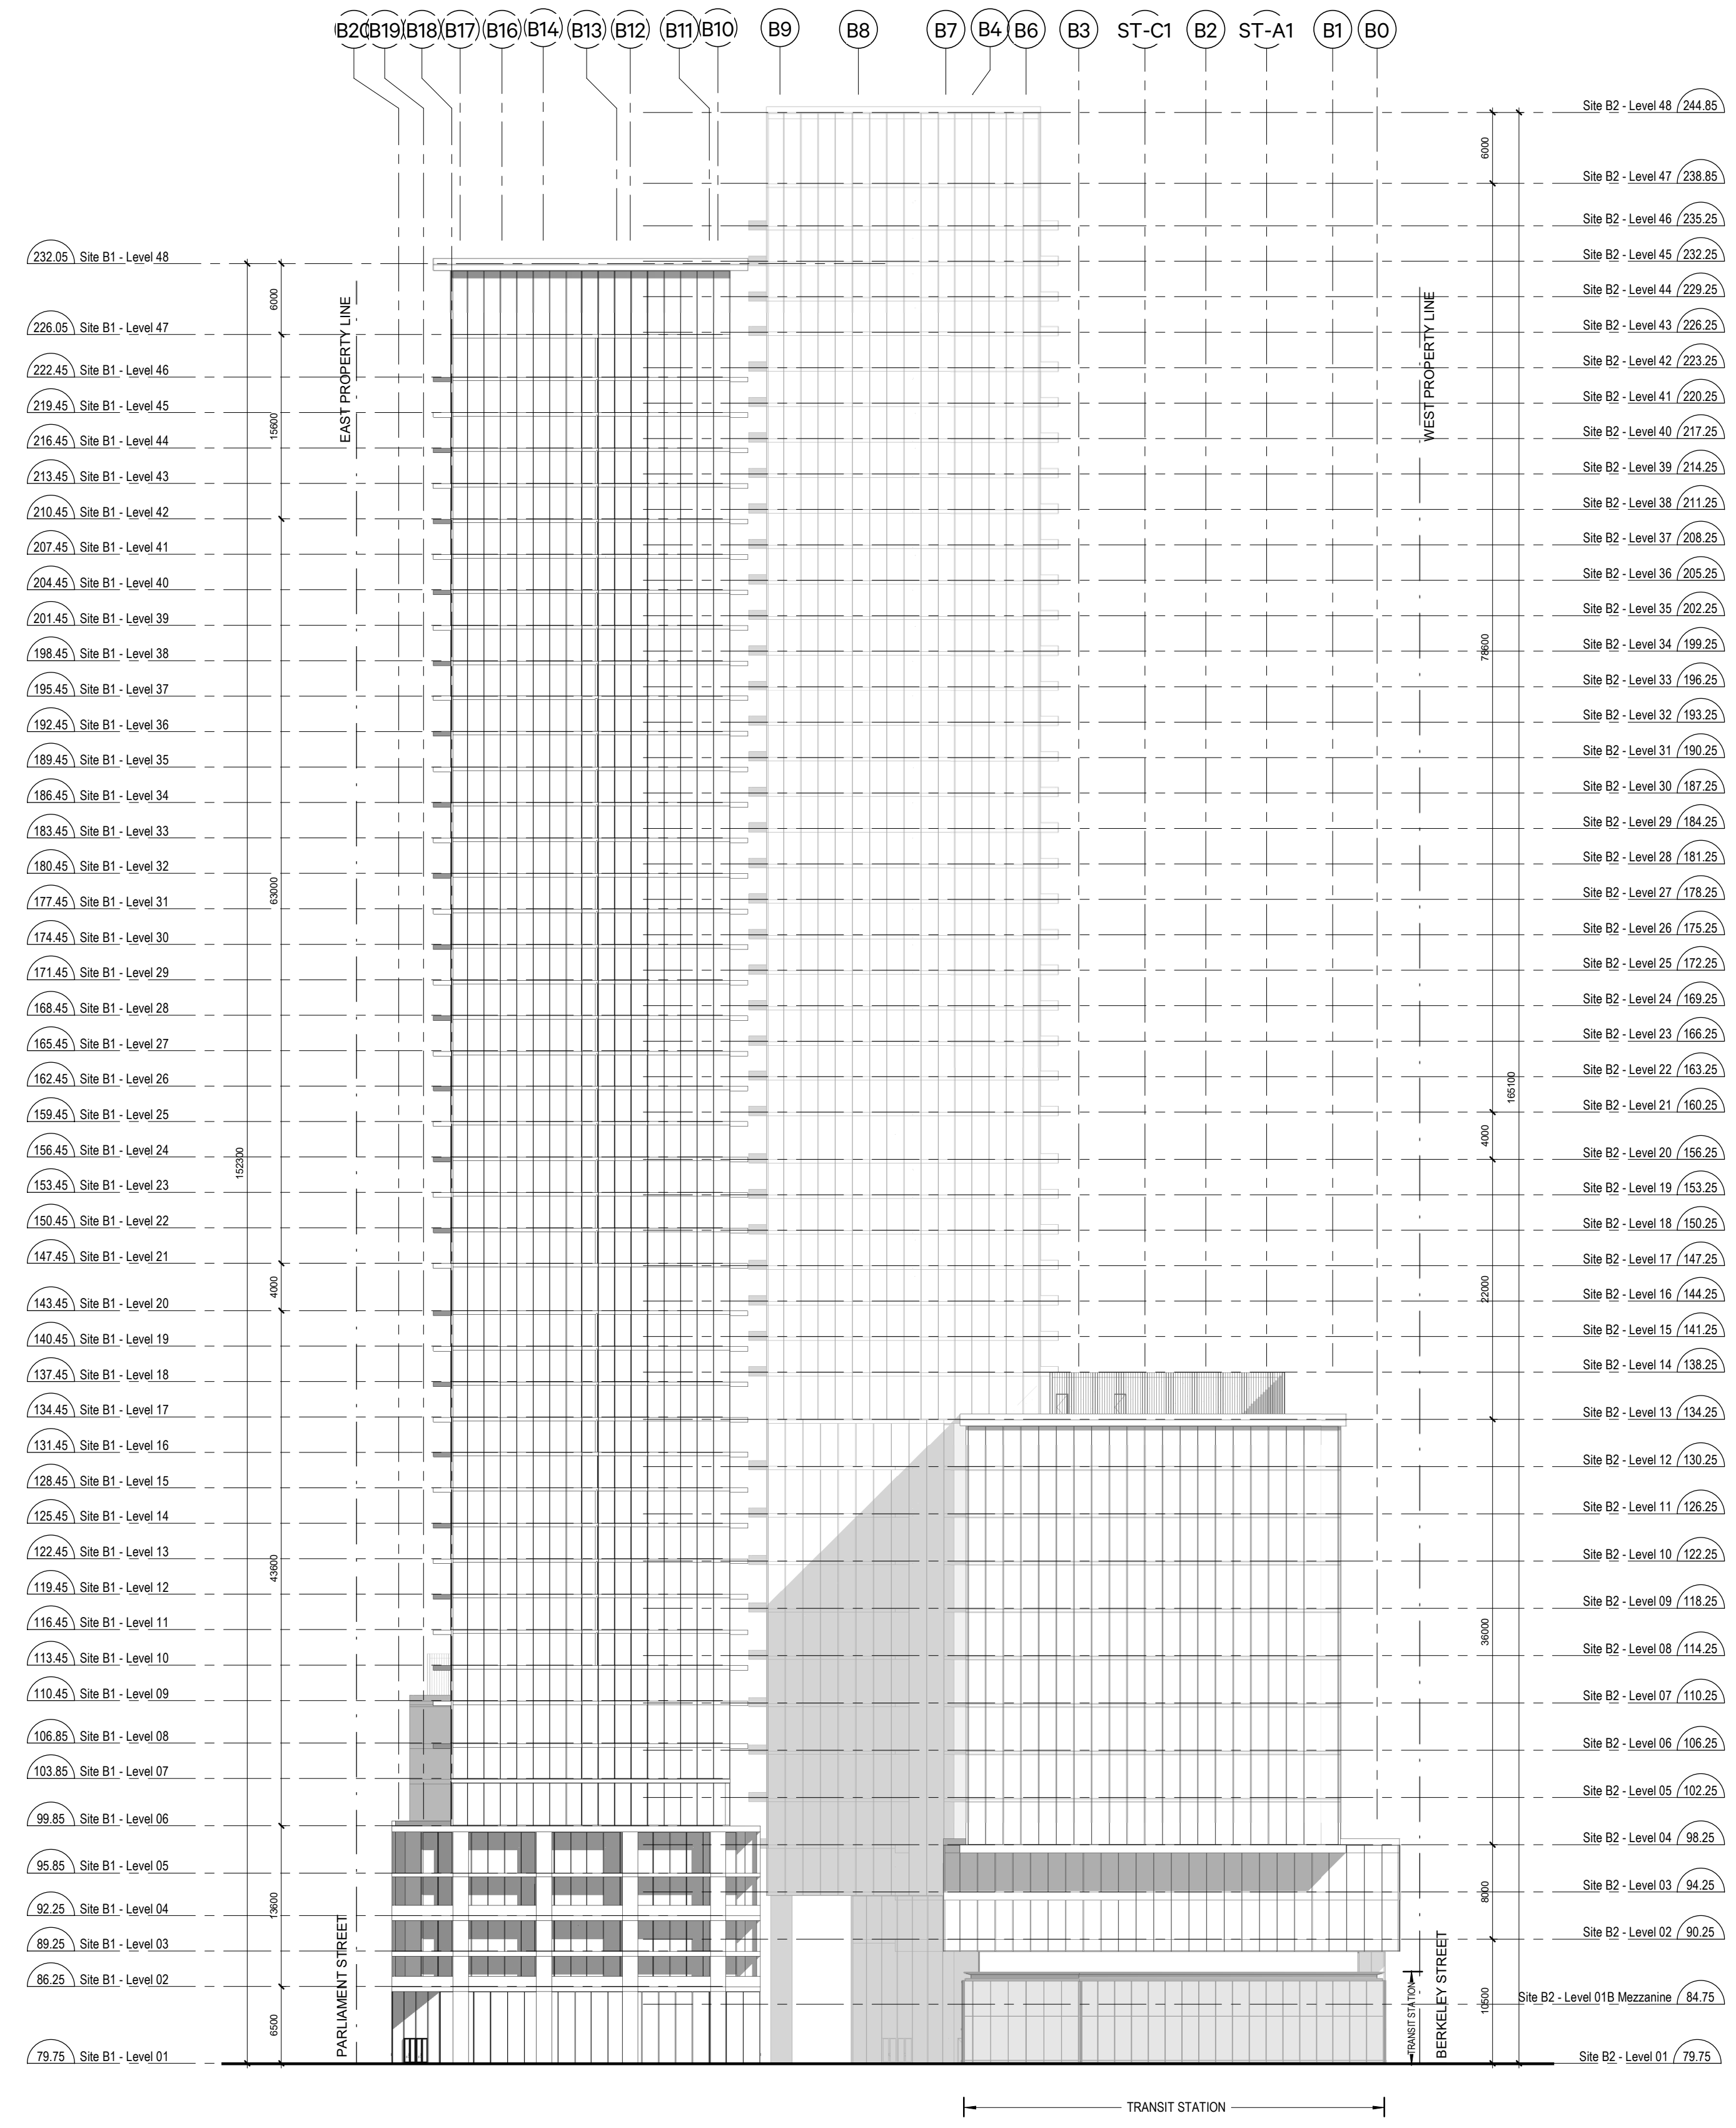 B20 B19 B18 B17 B16 B14 B13 B12 B11 B10 B9 B8 B7 B4 B6 B3 ST-C1 B2 ST-A1 B1 B0
Site B2 - Level 48 244.85
6000
Site B2 - Level 47 238.85
Site B2 - Level 46 235.25
232.05 Site B1 - Level 48
Site B2 - Level 45 232.25
6000
Site B2 - Level 44 229.25
226.05 Site B1 - Level 47
Site B2 - Level 43 226.25
EAST PROPERTY LINE
WEST PROPERTY LINE
222.45 Site B1 - Level 46
Site B2 - Level 42 223.25
219.45 Site B1 - Level 45
Site B2 - Level 41 220.25
15600
216.45 Site B1 - Level 44
Site B2 - Level 40 217.25
213.45 Site B1 - Level 43
Site B2 - Level 39 214.25
210.45 Site B1 - Level 42
Site B2 - Level 38 211.25
207.45 Site B1 - Level 41
Site B2 - Level 37 208.25
204.45 Site B1 - Level 40
Site B2 - Level 36 205.25
201.45 Site B1 - Level 39
Site B2 - Level 35 202.25
198.45 Site B1 - Level 38
Site B2 - Level 34 199.25
78600
195.45 Site B1 - Level 37
Site B2 - Level 33 196.25
192.45 Site B1 - Level 36
Site B2 - Level 32 193.25
189.45 Site B1 - Level 35
Site B2 - Level 31 190.25
186.45 Site B1 - Level 34
Site B2 - Level 30 187.25
183.45 Site B1 - Level 33
Site B2 - Level 29 184.25
180.45 Site B1 - Level 32
Site B2 - Level 28 181.25
63000
177.45 Site B1 - Level 31
Site B2 - Level 27 178.25
174.45 Site B1 - Level 30
Site B2 - Level 26 175.25
171.45 Site B1 - Level 29
Site B2 - Level 25 172.25
168.45 Site B1 - Level 28
Site B2 - Level 24 169.25
165.45 Site B1 - Level 27
Site B2 - Level 23 166.25
162.45 Site B1 - Level 26
Site B2 - Level 22 163.25
165100
159.45 Site B1 - Level 25
Site B2 - Level 21 160.25
4000
156.45 Site B1 - Level 24
Site B2 - Level 20 156.25
152300
153.45 Site B1 - Level 23
Site B2 - Level 19 153.25
150.45 Site B1 - Level 22
Site B2 - Level 18 150.25
147.45 Site B1 - Level 21
Site B2 - Level 17 147.25
4000
22000
143.45 Site B1 - Level 20
Site B2 - Level 16 144.25
140.45 Site B1 - Level 19
Site B2 - Level 15 141.25
137.45 Site B1 - Level 18
Site B2 - Level 14 138.25
134.45 Site B1 - Level 17
Site B2 - Level 13 134.25
131.45 Site B1 - Level 16
Site B2 - Level 12 130.25
128.45 Site B1 - Level 15
Site B2 - Level 11 126.25
125.45 Site B1 - Level 14
122.45 Site B1 - Level 13
Site B2 - Level 10 122.25
43600
119.45 Site B1 - Level 12
Site B2 - Level 09 118.25
116.45 Site B1 - Level 11
36000
113.45 Site B1 - Level 10
Site B2 - Level 08 114.25
110.45 Site B1 - Level 09
Site B2 - Level 07 110.25
106.85 Site B1 - Level 08
Site B2 - Level 06 106.25
103.85 Site B1 - Level 07
Site B2 - Level 05 102.25
99.85 Site B1 - Level 06
Site B2 - Level 04 98.25
95.85 Site B1 - Level 05
Site B2 - Level 03 94.25
13600
8000
92.25 Site B1 - Level 04
Site B2 - Level 02 90.25
89.25 Site B1 - Level 03
PARLIAMENT STREET
BERKELEY STREET
86.25 Site B1 - Level 02
Site B2 - Level 01B Mezzanine 84.75
10500
6500
TRANSIT STATION
79.75 Site B1 - Level 01
Site B2 - Level 01 79.75
TRANSIT STATION